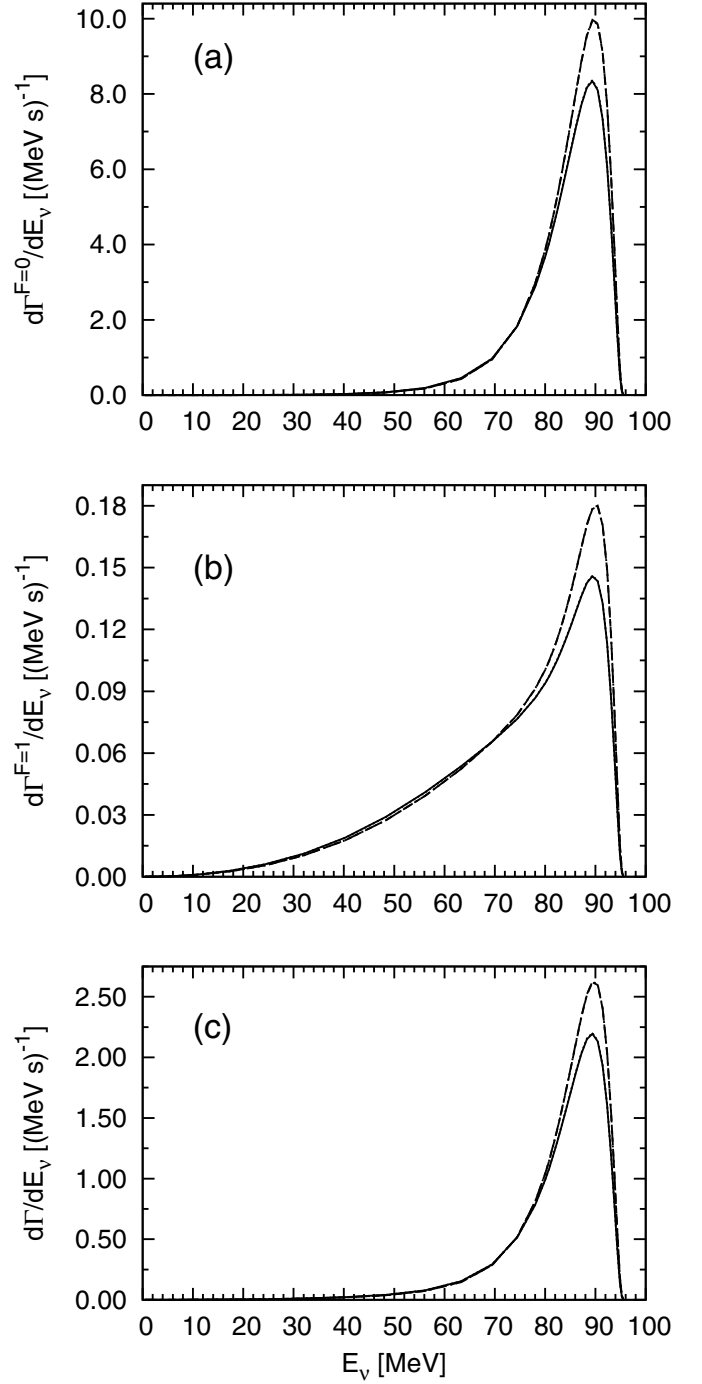 (a)
dΓ^{F=0}/dE_ν [(MeV s)^{-1}]
10.0
8.0
6.0
4.0
2.0
0.0
0 10 20 30 40 50 60 70 80 90 100
(b)
dΓ^{F=1}/dE_ν [(MeV s)^{-1}]
0.18
0.15
0.12
0.09
0.06
0.03
0.00
0 10 20 30 40 50 60 70 80 90 100
(c)
dΓ/dE_ν [(MeV s)^{-1}]
2.50
2.00
1.50
1.00
0.50
0.00
0 10 20 30 40 50 60 70 80 90 100
E_ν [MeV]